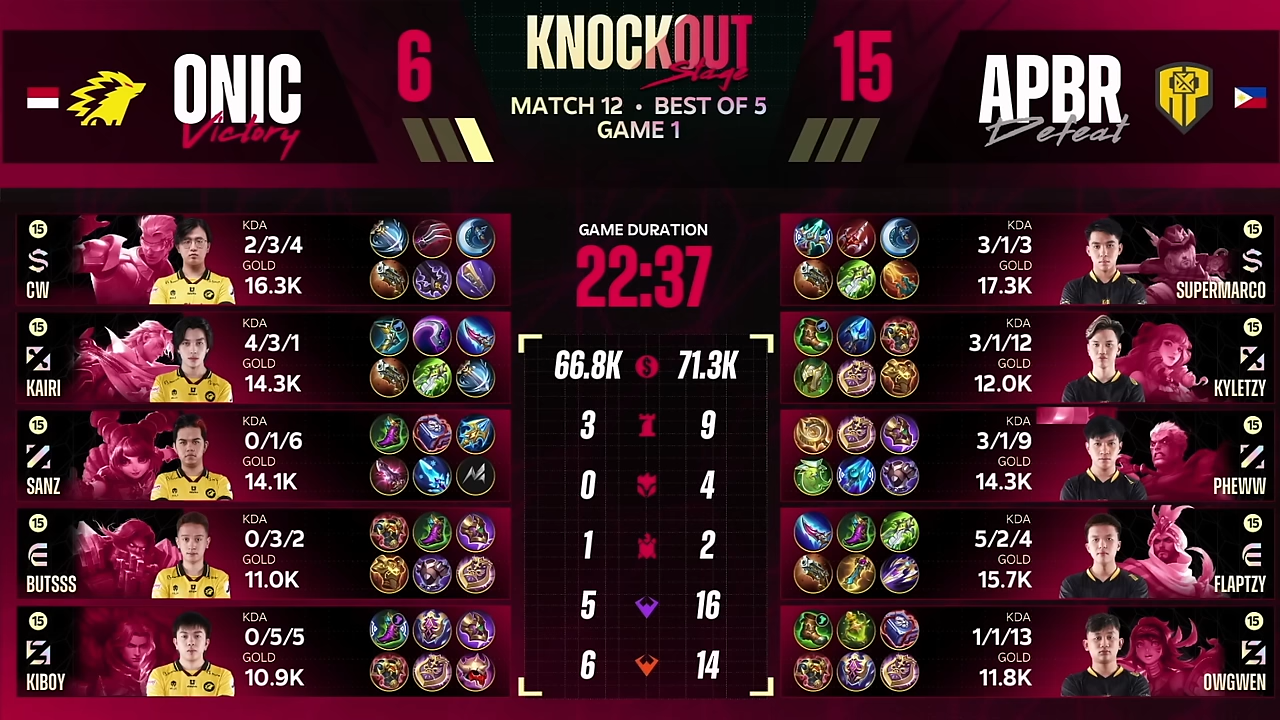 ONIC
Victory
6
KNOCKOUT
Stage
MATCH 12 • BEST OF 5
GAME 1
15
APBR
Defeat
GAME DURATION
22:37
66.8K 71.3K
3 9
0 4
1 2
5 16
6 14
15
CW
KDA
2/3/4
GOLD
16.3K
15
KAIRI
KDA
4/3/1
GOLD
14.3K
15
SANZ
KDA
0/1/6
GOLD
14.1K
15
BUTSSS
KDA
0/3/2
GOLD
11.0K
15
KIBOY
KDA
0/5/5
GOLD
10.9K
KDA
3/1/3
GOLD
17.3K
15
SUPERMARCO
KDA
3/1/12
GOLD
12.0K
15
KYLETZY
KDA
3/1/9
GOLD
14.3K
15
PHEWW
KDA
5/2/4
GOLD
15.7K
15
FLAPTZY
KDA
1/1/13
GOLD
11.8K
15
OWGWEN